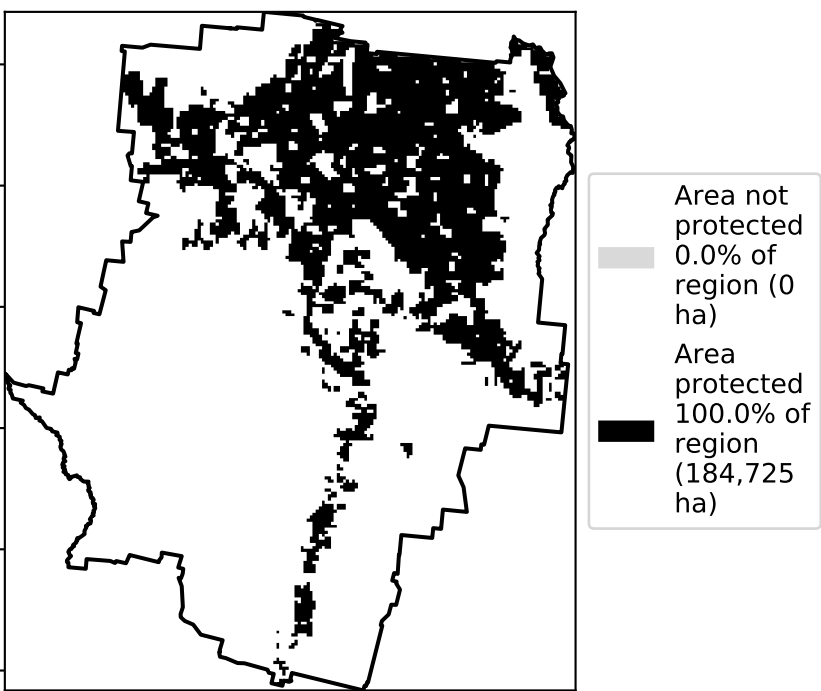 Area not
protected
0.0% of
region (0
ha)
Area
protected
100.0% of
region
(184,725
ha)